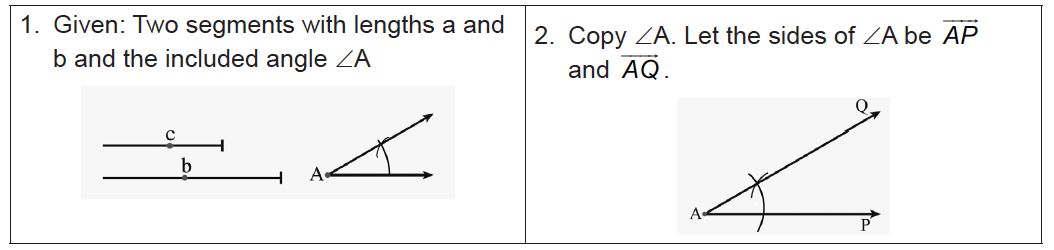 1. Given: Two segments with lengths a and
b and the included angle ∠A
c
b
A
2. Copy ∠A. Let the sides of ∠A be AP
and AQ.
Q
A
P